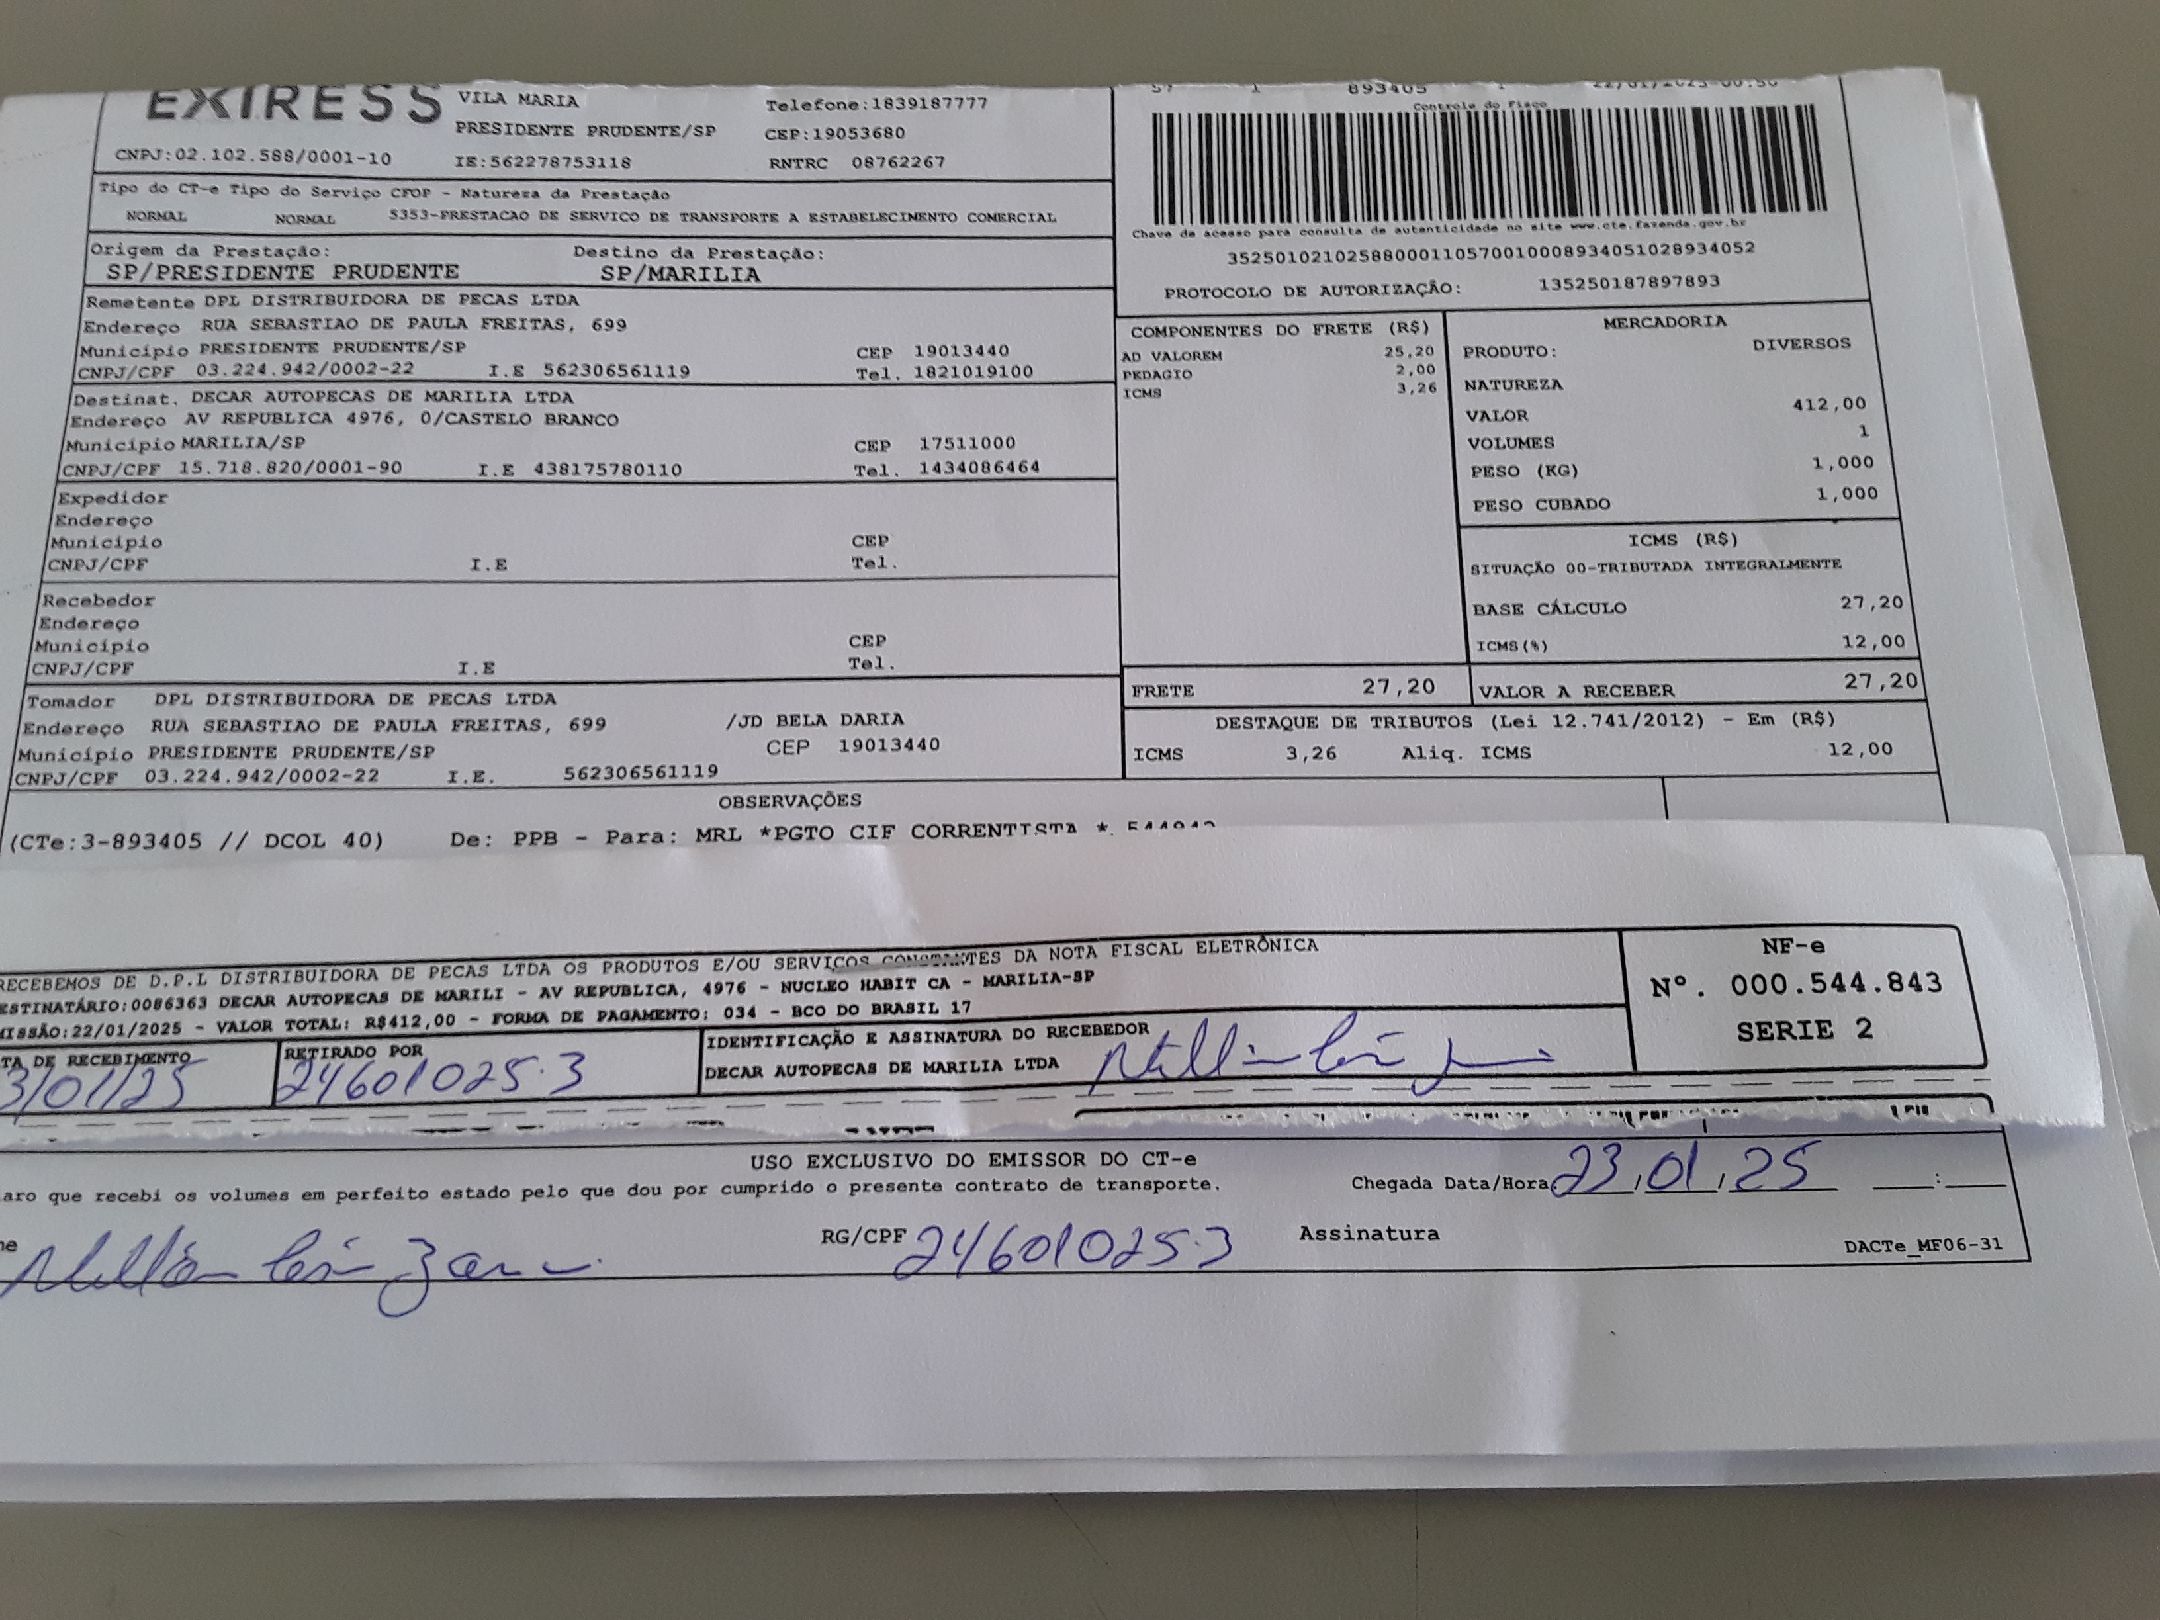 EXPRESS
VILA MARIA
Telefone:1839187777
PRESIDENTE PRUDENTE/SP
CEP:19053680
CNPJ:02.102.588/0001-10
IE:562278753118
RNTRC 08762267
57 1 893405
Controle do Fisco
Chave de acesso para consulta de autenticidade no site www.cte.fazenda.gov.br
35250102102588000110570010008934051028934052
PROTOCOLO DE AUTORIZAÇÃO: 135250187897893
Tipo do CT-e Tipo do Serviço CFOP - Natureza da Prestação
NORMAL NORMAL 5353-PRESTACAO DE SERVICO DE TRANSPORTE A ESTABELECIMENTO COMERCIAL
Origem da Prestação: Destino da Prestação:
SP/PRESIDENTE PRUDENTE SP/MARILIA
Remetente DPL DISTRIBUIDORA DE PECAS LTDA
Endereço RUA SEBASTIAO DE PAULA FREITAS, 699
Município PRESIDENTE PRUDENTE/SP CEP 19013440
CNPJ/CPF 03.224.942/0002-22 I.E 562306561119 Tel. 1821019100
Destinat. DECAR AUTOPECAS DE MARILIA LTDA
Endereço AV REPUBLICA 4976, 0/CASTELO BRANCO
Município MARILIA/SP CEP 17511000
CNPJ/CPF 15.718.820/0001-90 I.E 438175780110 Tel. 1434086464
Expedidor
Endereço
Município CEP
CNPJ/CPF I.E Tel.
Recebedor
Endereço
Município CEP
CNPJ/CPF I.E Tel.
Tomador DPL DISTRIBUIDORA DE PECAS LTDA
Endereço RUA SEBASTIAO DE PAULA FREITAS, 699 /JD BELA DARIA
Município PRESIDENTE PRUDENTE/SP CEP 19013440
CNPJ/CPF 03.224.942/0002-22 I.E. 562306561119
COMPONENTES DO FRETE (R$)
AD VALOREM 25,20
PEDAGIO 2,00
ICMS 3,26
MERCADORIA
PRODUTO: DIVERSOS
NATUREZA
VALOR 412,00
VOLUMES 1
PESO (KG) 1,000
PESO CUBADO 1,000
ICMS (R$)
SITUAÇÃO 00-TRIBUTADA INTEGRALMENTE
BASE CÁLCULO 27,20
ICMS(%) 12,00
FRETE 27,20 VALOR A RECEBER 27,20
DESTAQUE DE TRIBUTOS (Lei 12.741/2012) - Em (R$)
ICMS 3,26 Aliq. ICMS 12,00
OBSERVAÇÕES
(CTe:3-893405 // DCOL 40) De: PPB - Para: MRL *PGTO CIF CORRENTISTA *
RECEBEMOS DE D.P.L DISTRIBUIDORA DE PECAS LTDA OS PRODUTOS E/OU SERVIÇOS CONSTANTES DA NOTA FISCAL ELETRÔNICA
ESTINATÁRIO:0086363 DECAR AUTOPECAS DE MARILI - AV REPUBLICA, 4976 - NUCLEO HABIT CA - MARILIA-SP
MISSÃO:22/01/2025 - VALOR TOTAL: R$412,00 - FORMA DE PAGAMENTO: 034 - BCO DO BRASIL 17
TA DE RECEBIMENTO
3/01/25
RETIRADO POR
24601025.3
IDENTIFICAÇÃO E ASSINATURA DO RECEBEDOR
DECAR AUTOPECAS DE MARILIA LTDA
NF-e
Nº. 000.544.843
SERIE 2
USO EXCLUSIVO DO EMISSOR DO CT-e
aro que recebi os volumes em perfeito estado pelo que dou por cumprido o presente contrato de transporte.
Chegada Data/Hora 23/01/25 :
RG/CPF 24601025.3
Assinatura
DACTe_MF06-31